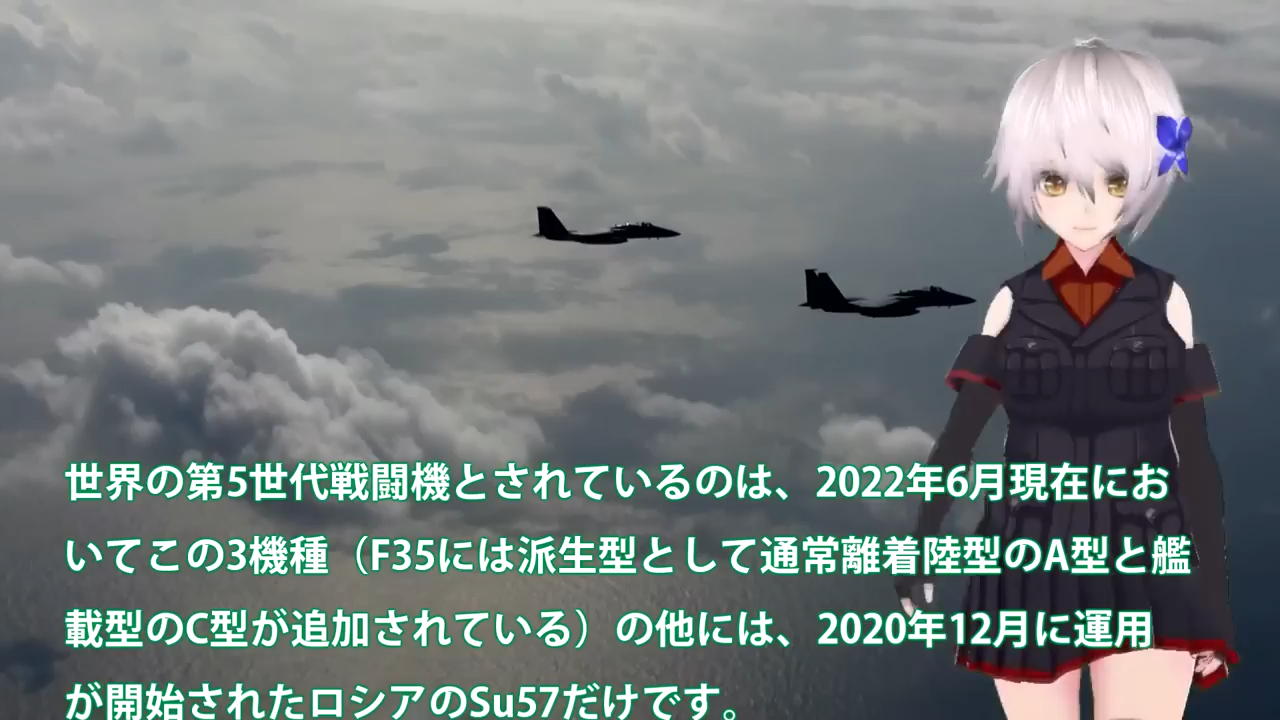 世界の第5世代戦闘機とされているのは、2022年6月現在にお
いてこの3機種（F35には派生型として通常離着陸型のA型と艦
載型のC型が追加されている）の他には、2020年12月に運用
が開始されたロシアのSu57だけです。